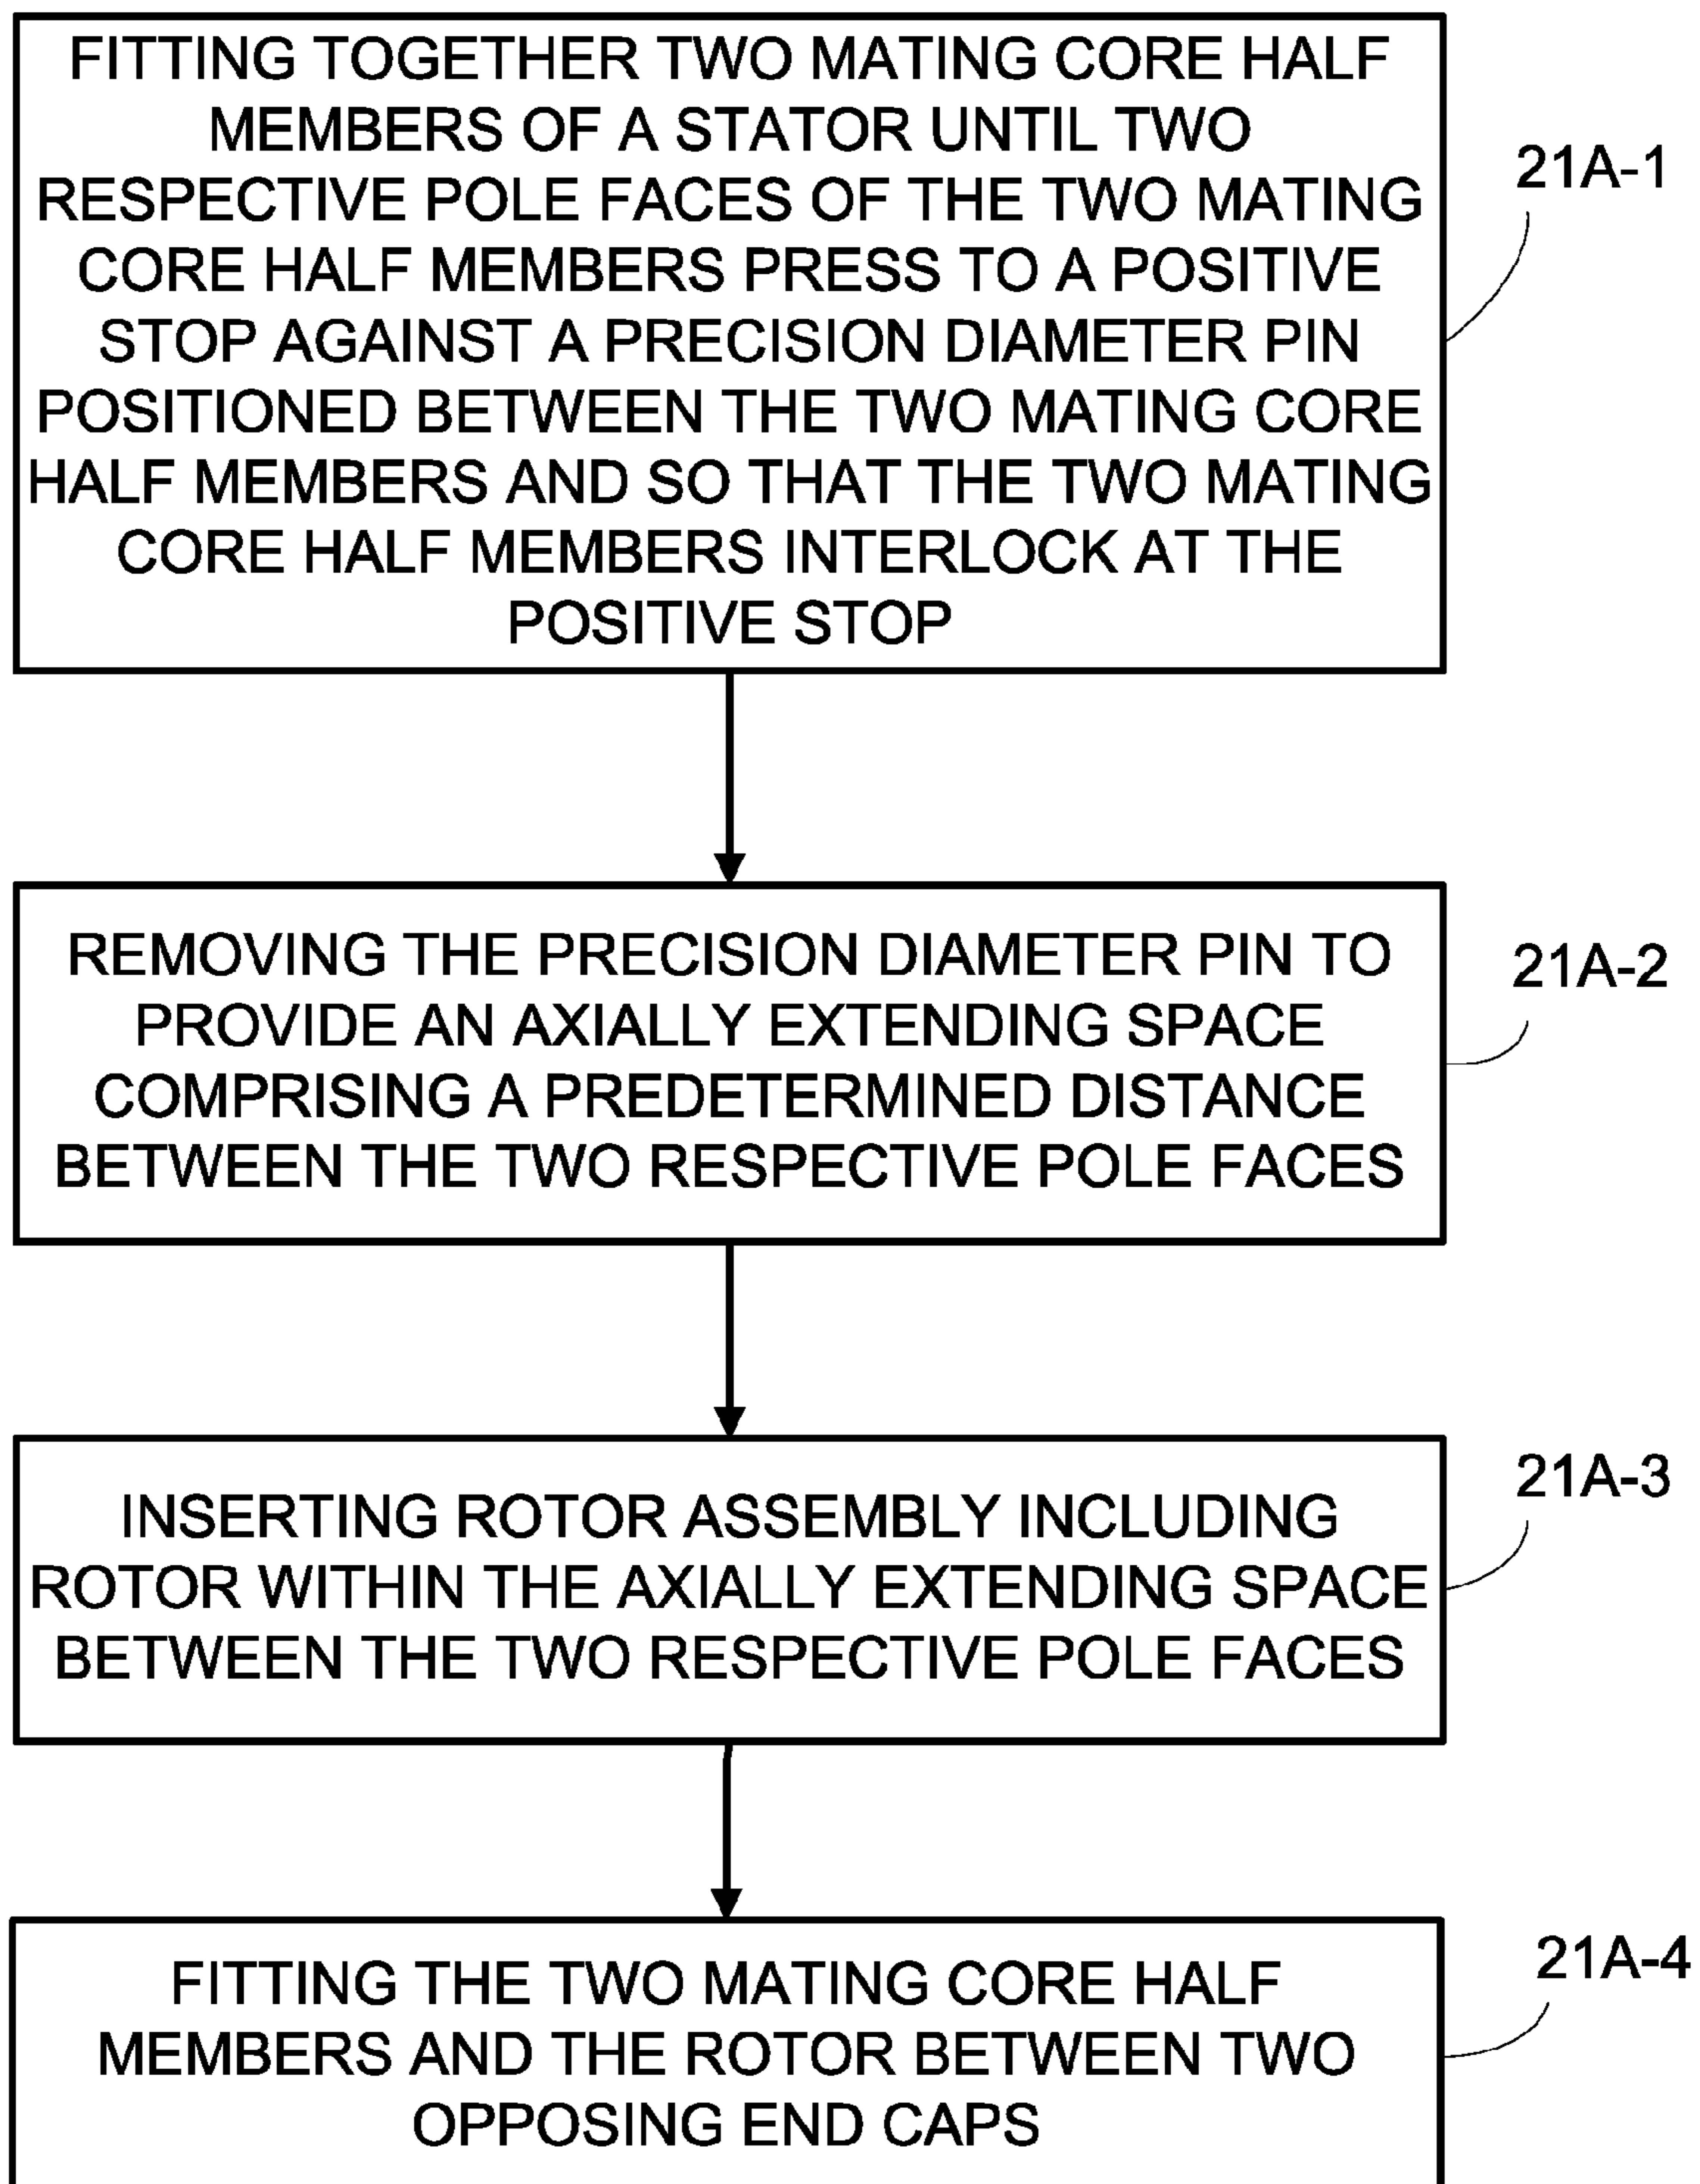 FITTING TOGETHER TWO MATING CORE HALF
MEMBERS OF A STATOR UNTIL TWO
RESPECTIVE POLE FACES OF THE TWO MATING
CORE HALF MEMBERS PRESS TO A POSITIVE
STOP AGAINST A PRECISION DIAMETER PIN
POSITIONED BETWEEN THE TWO MATING CORE
HALF MEMBERS AND SO THAT THE TWO MATING
CORE HALF MEMBERS INTERLOCK AT THE
POSITIVE STOP
21A-1
REMOVING THE PRECISION DIAMETER PIN TO
PROVIDE AN AXIALLY EXTENDING SPACE
COMPRISING A PREDETERMINED DISTANCE
BETWEEN THE TWO RESPECTIVE POLE FACES
21A-2
INSERTING ROTOR ASSEMBLY INCLUDING
ROTOR WITHIN THE AXIALLY EXTENDING SPACE
BETWEEN THE TWO RESPECTIVE POLE FACES
21A-3
FITTING THE TWO MATING CORE HALF
MEMBERS AND THE ROTOR BETWEEN TWO
OPPOSING END CAPS
21A-4